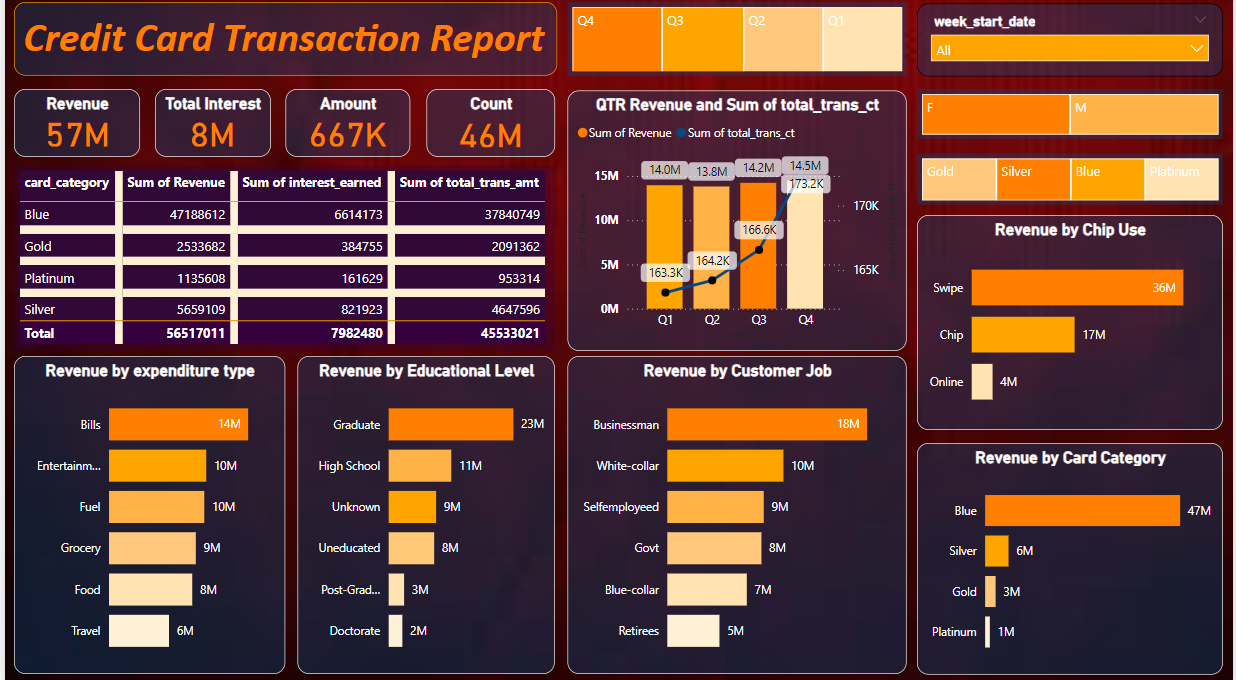 Credit Card Transaction Report
Q4 Q3 Q2 Q1
week_start_date
All
Revenue
57M
Total Interest
8M
Amount
667K
Count
46M
F M
Gold Silver Blue Platinum
card_category Sum of Revenue Sum of interest_earned Sum of total_trans_amt
Blue 47188612 6614173 37840749
Gold 2533682 384755 2091362
Platinum 1135608 161629 953314
Silver 5659109 821923 4647596
Total 56517011 7982480 45533021
QTR Revenue and Sum of total_trans_ct
Sum of Revenue Sum of total_trans_ct
14.0M 13.8M 14.2M 14.5M
15M
173.2K
170K
10M
166.6K
164.2K
163.3K
5M
165K
0M
Q1 Q2 Q3 Q4
Revenue by Chip Use
Swipe 36M
Chip 17M
Online 4M
Revenue by expenditure type
Bills 14M
Entertainm... 10M
Fuel 10M
Grocery 9M
Food 8M
Travel 6M
Revenue by Educational Level
Graduate 23M
High School 11M
Unknown 9M
Uneducated 8M
Post-Grad... 3M
Doctorate 2M
Revenue by Customer Job
Businessman 18M
White-collar 10M
Selfemployeed 9M
Govt 8M
Blue-collar 7M
Retirees 5M
Revenue by Card Category
Blue 47M
Silver 6M
Gold 3M
Platinum 1M